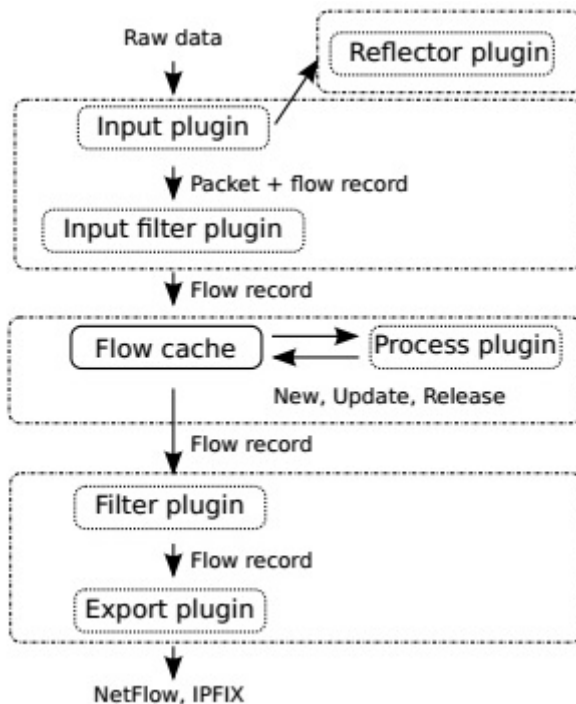 Raw data
Reflector plugin
Input plugin
Packet + flow record
Input filter plugin
Flow record
Flow cache
Process plugin
New, Update, Release
Flow record
Filter plugin
Flow record
Export plugin
NetFlow, IPFIX